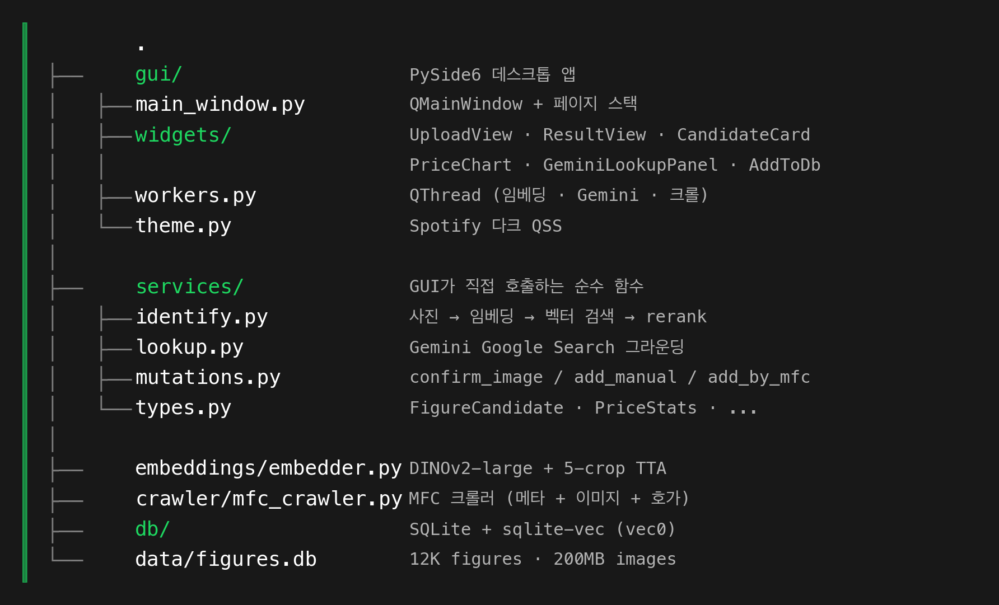 .
├── gui/ PySide6 데스크톱 앱
│ ├── main_window.py QMainWindow + 페이지 스택
│ ├── widgets/ UploadView · ResultView · CandidateCard
│ │ PriceChart · GeminiLookupPanel · AddToDb
│ ├── workers.py QThread (임베딩 · Gemini · 크롤)
│ └── theme.py Spotify 다크 QSS
│
├── services/ GUI가 직접 호출하는 순수 함수
│ ├── identify.py 사진 → 임베딩 → 벡터 검색 → rerank
│ ├── lookup.py Gemini Google Search 그라운딩
│ ├── mutations.py confirm_image / add_manual / add_by_mfc
│ └── types.py FigureCandidate · PriceStats · ...
│
├── embeddings/embedder.py DINOv2-large + 5-crop TTA
├── crawler/mfc_crawler.py MFC 크롤러 (메타 + 이미지 + 호가)
├── db/ SQLite + sqlite-vec (vec0)
└── data/figures.db 12K figures · 200MB images